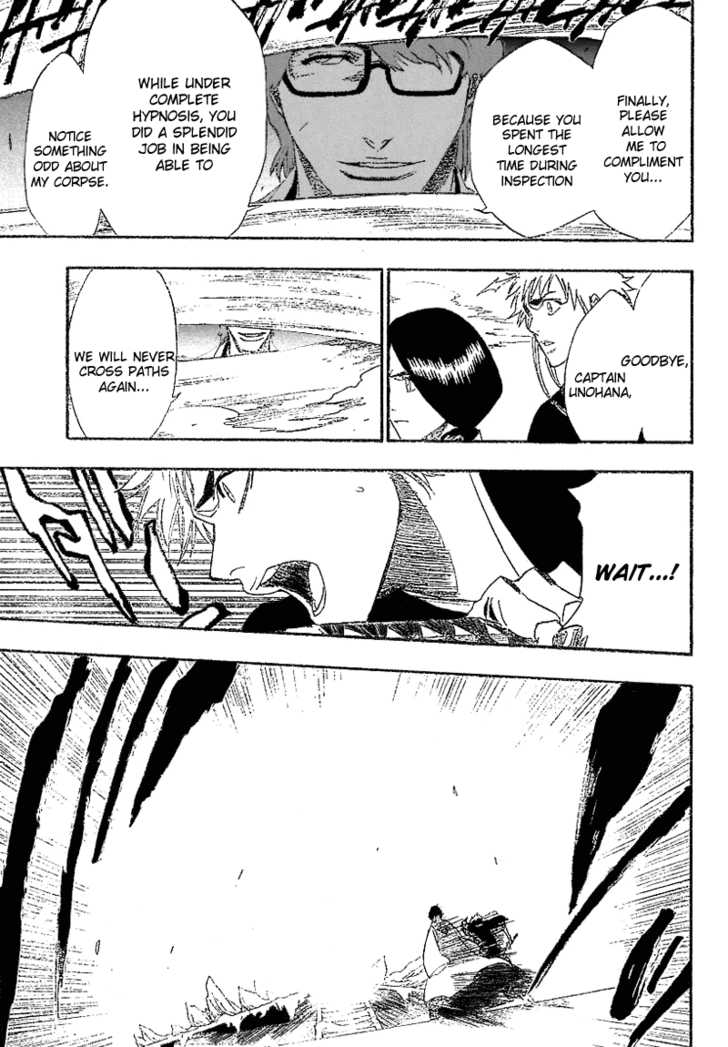 FINALLY,
PLEASE
ALLOW
ME TO
COMPLIMENT
YOU...
BECAUSE YOU
SPENT THE
LONGEST
TIME DURING
INSPECTION
WHILE UNDER
COMPLETE
HYPNOSIS, YOU
DID A SPLENDID
JOB IN BEING
ABLE TO
NOTICE
SOMETHING
ODD ABOUT
MY CORPSE.
GOODBYE,
CAPTAIN
UNOHANA,
WE WILL NEVER
CROSS PATHS
AGAIN...
WAIT...!